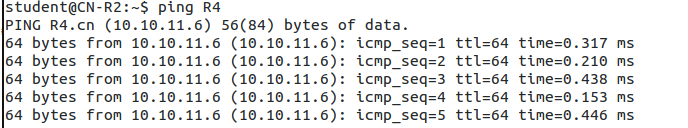 student@CN-R2:~$ ping R4
PING R4.cn (10.10.11.6) 56(84) bytes of data.
64 bytes from 10.10.11.6 (10.10.11.6): icmp_seq=1 ttl=64 time=0.317 ms
64 bytes from 10.10.11.6 (10.10.11.6): icmp_seq=2 ttl=64 time=0.210 ms
64 bytes from 10.10.11.6 (10.10.11.6): icmp_seq=3 ttl=64 time=0.438 ms
64 bytes from 10.10.11.6 (10.10.11.6): icmp_seq=4 ttl=64 time=0.153 ms
64 bytes from 10.10.11.6 (10.10.11.6): icmp_seq=5 ttl=64 time=0.446 ms